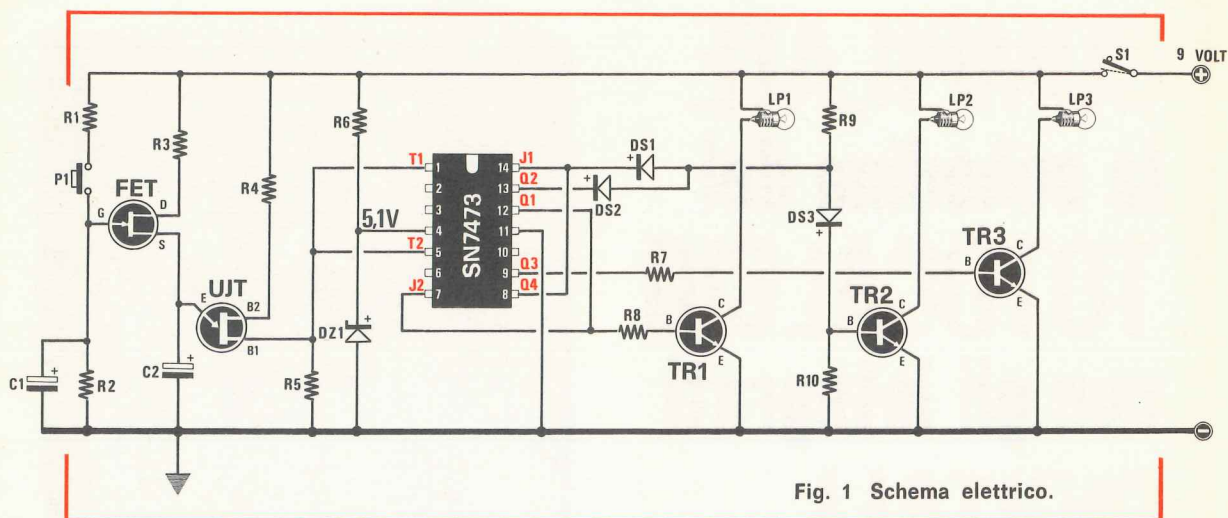 S1
9 VOLT
+
LP1
LP2
LP3
R1
R3
R6
R9
P1
FET
D
G
S
R4
T1
1
14
J1
DS1
+
2
13
Q2
+
DS2
3
12
Q1
5,1V
4
11
DS3
+
T2
5
10
SN7473
TR3
C
B
E
6
9
Q3
R7
J2
7
8
Q4
UJT
E
B2
B1
DZ1
+
R8
B
C
E
TR1
TR2
C
B
E
C1
+
R2
C2
+
R5
R10
-
Fig. 1 Schema elettrico.